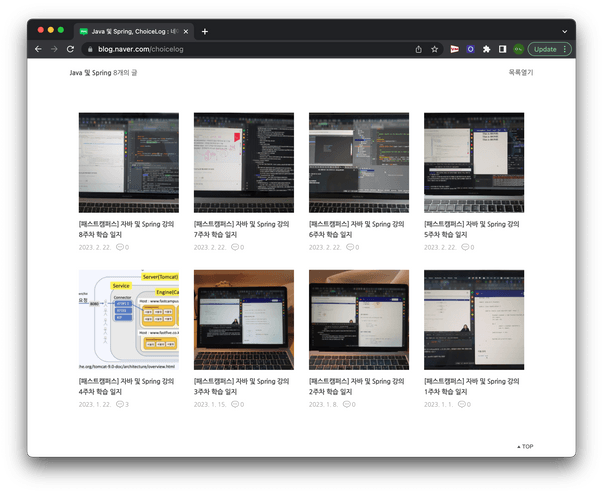 Java 및 Spring, ChoiceLog : 네이
blog.naver.com/choicelog
Update
Java 및 Spring 8개의 글
목록열기
[패스트캠퍼스] 자바 및 Spring 강의
8주차 학습 일지
2023. 2. 22. 0
[패스트캠퍼스] 자바 및 Spring 강의
7주차 학습 일지
2023. 2. 22. 0
[패스트캠퍼스] 자바 및 Spring 강의
6주차 학습 일지
2023. 2. 22. 0
[패스트캠퍼스] 자바 및 Spring 강의
5주차 학습 일지
2023. 2. 22. 0
Server(Tomcat)
Service
Engine(Ca
Connector
Host : www.fastcampu
Host : www.fastfive.co.k
he.org/tomcat-9.0-doc/architecture/overview.html
[패스트캠퍼스] 자바 및 Spring 강의
4주차 학습 일지
2023. 1. 22. 3
[패스트캠퍼스] 자바 및 Spring 강의
3주차 학습 일지
2023. 1. 15. 0
[패스트캠퍼스] 자바 및 Spring 강의
2주차 학습 일지
2023. 1. 8. 0
[패스트캠퍼스] 자바 및 Spring 강의
1주차 학습 일지
2023. 1. 1. 0
TOP